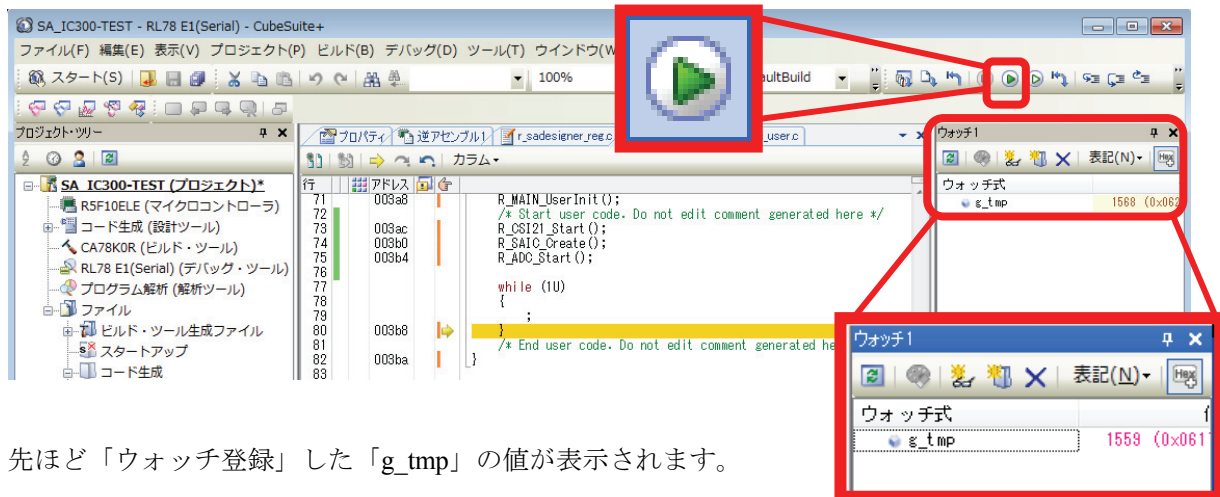 SA_IC300-TEST - RL78 E1(Serial) - CubeSuite+
ファイル(F) 編集(E) 表示(V) プロジェクト(P) ビルド(B) デバッグ(D) ツール(T) ウインドウ(W
スタート(S) 100% aultBuild
プロジェクト・ツリー
SA_IC300-TEST (プロジェクト)*
R5F10ELE (マイクロコントローラ)
コード生成 (設計ツール)
CA78K0R (ビルド・ツール)
RL78 E1(Serial) (デバッグ・ツール)
プログラム解析 (解析ツール)
ファイル
ビルド・ツール生成ファイル
スタートアップ
コード生成
プロパティ 逆アセンブル1 r_sadesigner_reg.c _user.c
カラム
行 アドレス
71 003a8 R_MAIN_UserInit();
72 /* Start user code. Do not edit comment generated here */
73 003ac R_CSI21_Start();
74 003b0 R_SAIC_Create();
75 003b4 R_ADC_Start();
76
77 while (1U)
78 {
79 ;
80 003b8 }
81 /* End user code. Do not edit comment generated he
82 003ba }
83
ウォッチ1
表記(N) Hex
ウォッチ式
g_tmp 1568 (0x062
ウォッチ1
表記(N) Hex
ウォッチ式
g_tmp 1559 (0x061
先ほど「ウォッチ登録」した「g_tmp」の値が表示されます。